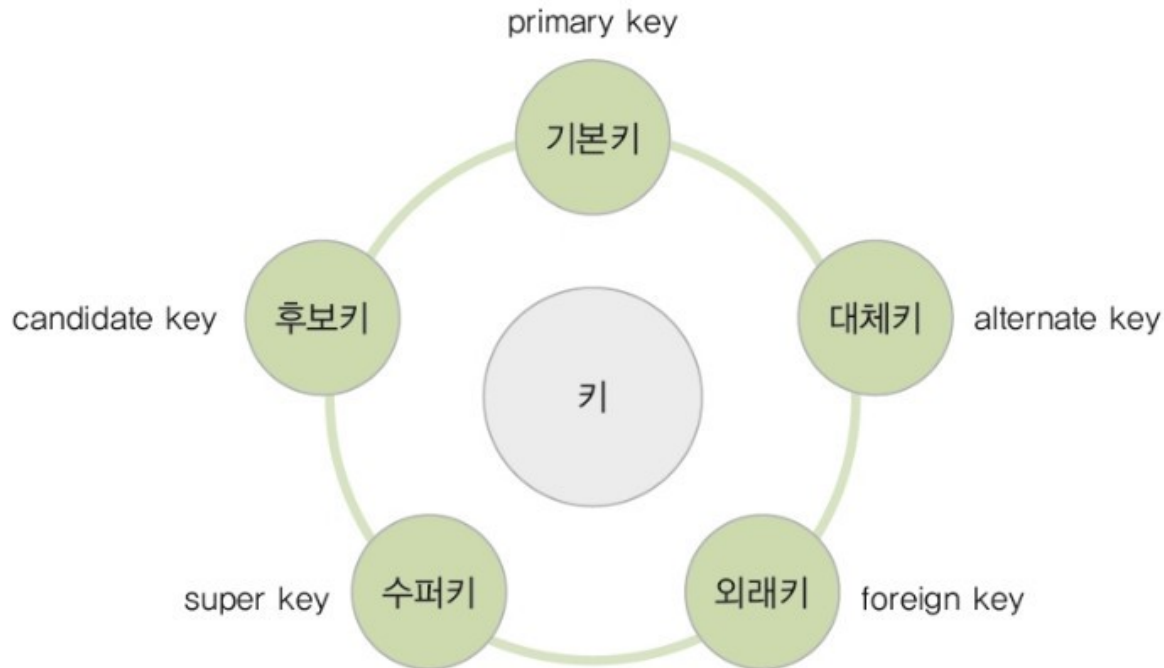 primary key
기본키
candidate key
후보키
대체키
alternate key
키
super key
수퍼키
외래키
foreign key